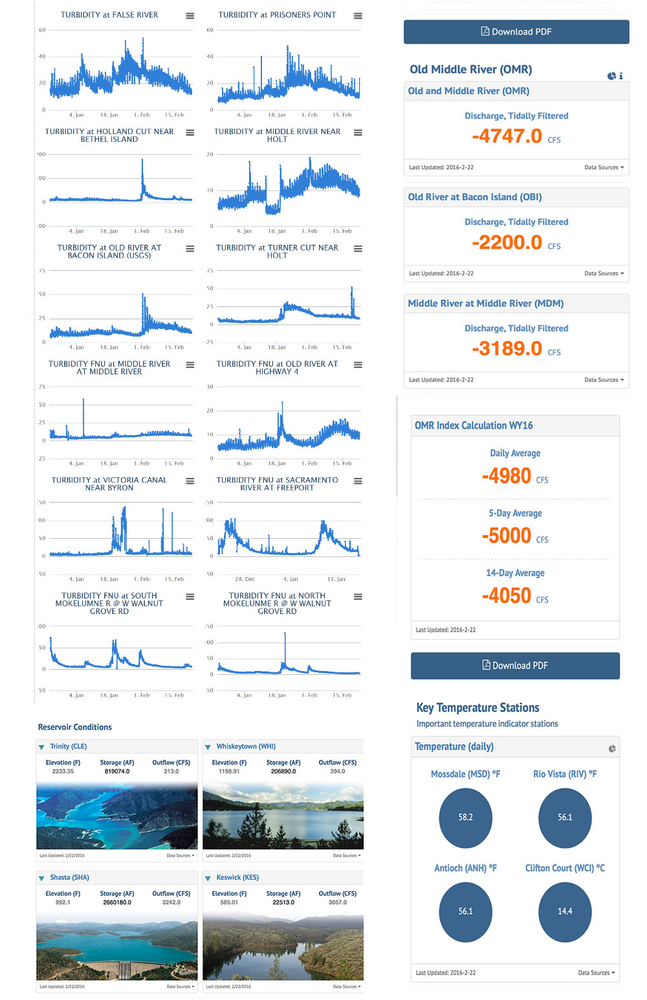 TURBIDITY at FALSE RIVER
60
40
20
0
4. Jan 18. Jan 1. Feb 15. Feb
TURBIDITY at PRISONERS POINT
60
40
20
0
4. Jan 18. Jan 1. Feb 15. Feb
TURBIDITY at HOLLAND CUT NEAR
BETHEL ISLAND
200
00
0
00
4. Jan 18. Jan 1. Feb 15. Feb
TURBIDITY at MIDDLE RIVER NEAR
HOLT
20
10
0
4. Jan 18. Jan 1. Feb 15. Feb
TURBIDITY at OLD RIVER AT
BACON ISLAND (USGS)
75
50
25
0
4. Jan 18. Jan 1. Feb 15. Feb
TURBIDITY at TURNER CUT NEAR
HOLT
75
50
25
0
-25
4. Jan 18. Jan 1. Feb 15. Feb
TURBIDITY FNU at MIDDLE RIVER
AT MIDDLE RIVER
75
50
25
0
-25
4. Jan 18. Jan 1. Feb 15. Feb
TURBIDITY FNU at OLD RIVER AT
HIGHWAY 4
30
20
10
0
4. Jan 18. Jan 1. Feb 15. Feb
TURBIDITY at VICTORIA CANAL
NEAR BYRON
150
100
50
0
50
4. Jan 18. Jan 1. Feb 15. Feb
TURBIDITY FNU at SACRAMENTO
RIVER AT FREEPORT
150
100
50
0
50
28. Dec 4. Jan 11. Jan
TURBIDITY FNU at SOUTH
MOKELUMNE R @ W WALNUT
GROVE RD
00
50
0
-50
4. Jan 18. Jan 1. Feb 15. Feb
TURBIDITY FNU at NORTH
MOKELUNME R @ W WALNUT
GROVE RD
150
100
50
0
-50
4. Jan 18. Jan 1. Feb 15. Feb
Reservoir Conditions
Trinity (CLE)
Elevation (F) Storage (AF) Outflow (CFS)
2233.35 819074.0 213.0
Last Updated: 2/22/2016 Data Sources
Whiskeytown (WHI)
Elevation (F) Storage (AF) Outflow (CFS)
1198.91 206890.0 394.0
Last Updated: 2/22/2016 Data Sources
Shasta (SHA)
Elevation (F) Storage (AF) Outflow (CFS)
992.1 2660180.0 3242.0
Last Updated: 2/22/2016 Data Sources
Keswick (KES)
Elevation (F) Storage (AF) Outflow (CFS)
585.01 22513.0 3057.0
Last Updated: 2/22/2016 Data Sources
Download PDF
Old Middle River (OMR)
Old and Middle River (OMR)
Discharge, Tidally Filtered
-4747.0 CFS
Last Updated: 2016-2-22 Data Sources
Old River at Bacon Island (OBI)
Discharge, Tidally Filtered
-2200.0 CFS
Last Updated: 2016-2-22 Data Sources
Middle River at Middle River (MDM)
Discharge, Tidally Filtered
-3189.0 CFS
Last Updated: 2016-2-22 Data Sources
OMR Index Calculation WY16
Daily Average
-4980 CFS
5-Day Average
-5000 CFS
14-Day Average
-4050 CFS
Last Updated: 2016-2-22
Download PDF
Key Temperature Stations
Important temperature indicator stations
Temperature (daily)
Mossdale (MSD) °F Rio Vista (RIV) °F
58.2 56.1
Antioch (ANH) °F Clifton Court (WCI) °C
56.1 14.4
Last Updated: 2016-2-22 Data Sources